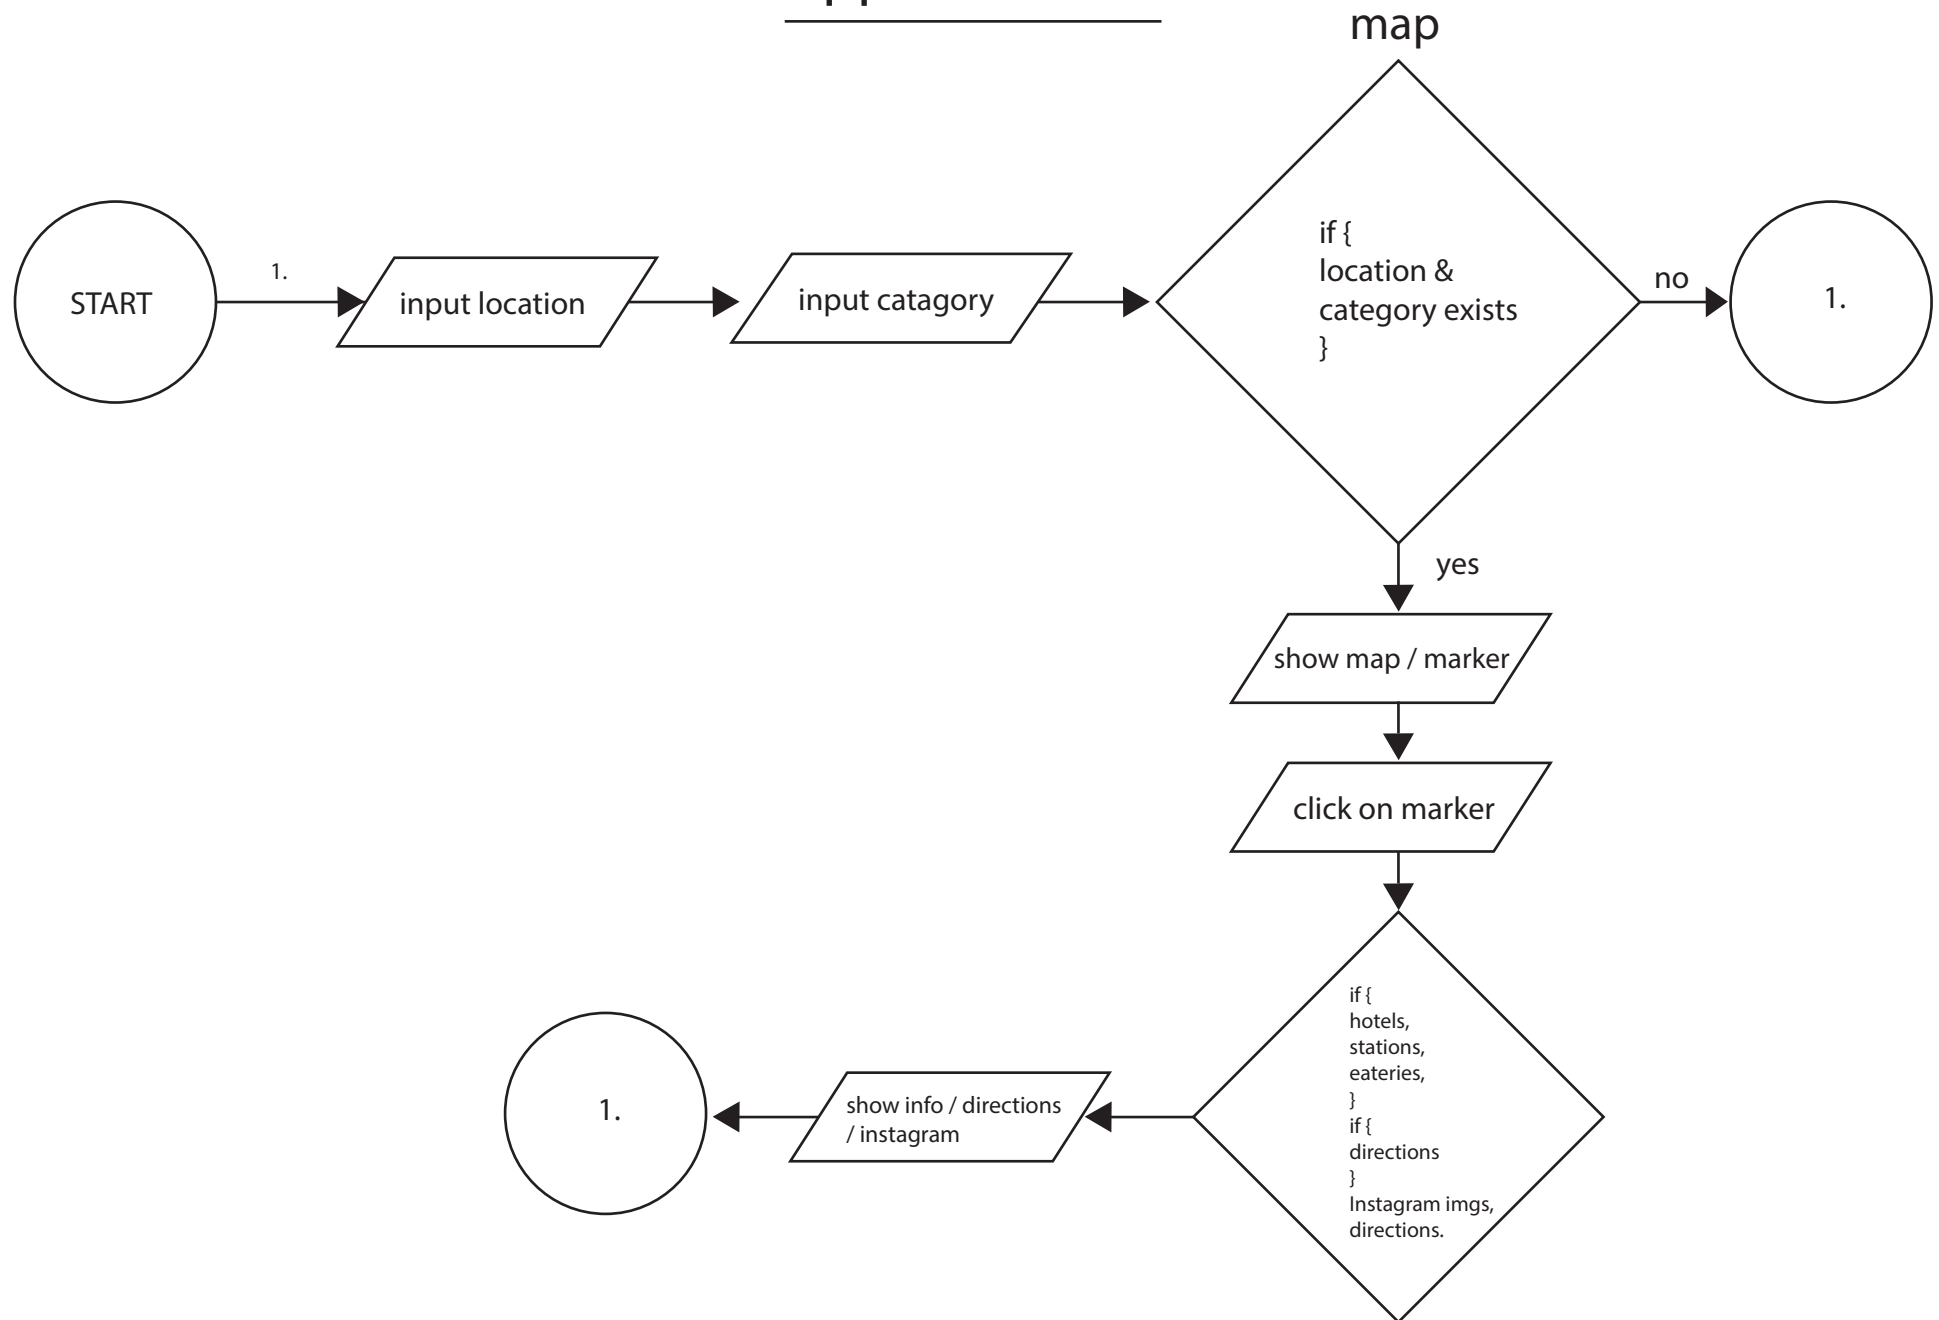 map
START
1.
input location
input catagory
if {
location &
category exists
}
no
1.
yes
show map / marker
click on marker
if {
hotels,
stations,
eateries,
}
if {
directions
}
Instagram imgs,
directions.
show info / directions
/ instagram
1.